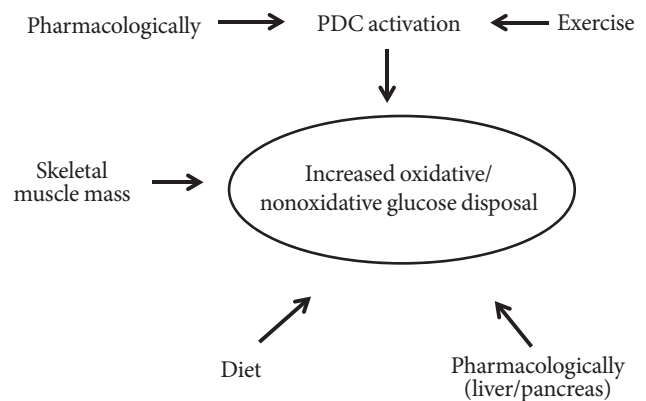 Pharmacologically
PDC activation
Exercise
Skeletal
muscle mass
Increased oxidative/
nonoxidative glucose disposal
Diet
Pharmacologically
(liver/pancreas)